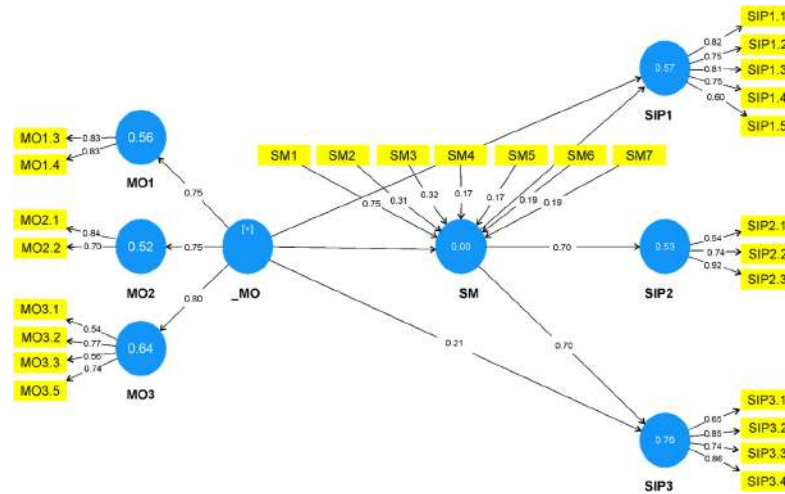 SIP1.1
SIP1.2
SIP1.3
SIP1.4
SIP1.5
0.82
0.75
0.81
0.75
0.60
0.57
SIP1
MO1.3
MO1.4
0.83
0.83
0.56
MO1
SM1
SM2
SM3
SM4
SM5
SM6
SM7
0.75
0.31
0.32
0.17
0.17
0.19
0.19
0.75
MO2.1
MO2.2
0.84
0.70
0.52
MO2
0.75
[+]
_MO
0.00
SM
0.70
0.53
SIP2
0.54
0.74
0.92
SIP2.1
SIP2.2
SIP2.3
0.80
MO3.1
MO3.2
MO3.3
MO3.5
0.54
0.77
0.56
0.74
0.64
MO3
0.21
0.70
0.76
SIP3
0.65
0.85
0.74
0.86
SIP3.1
SIP3.2
SIP3.3
SIP3.4